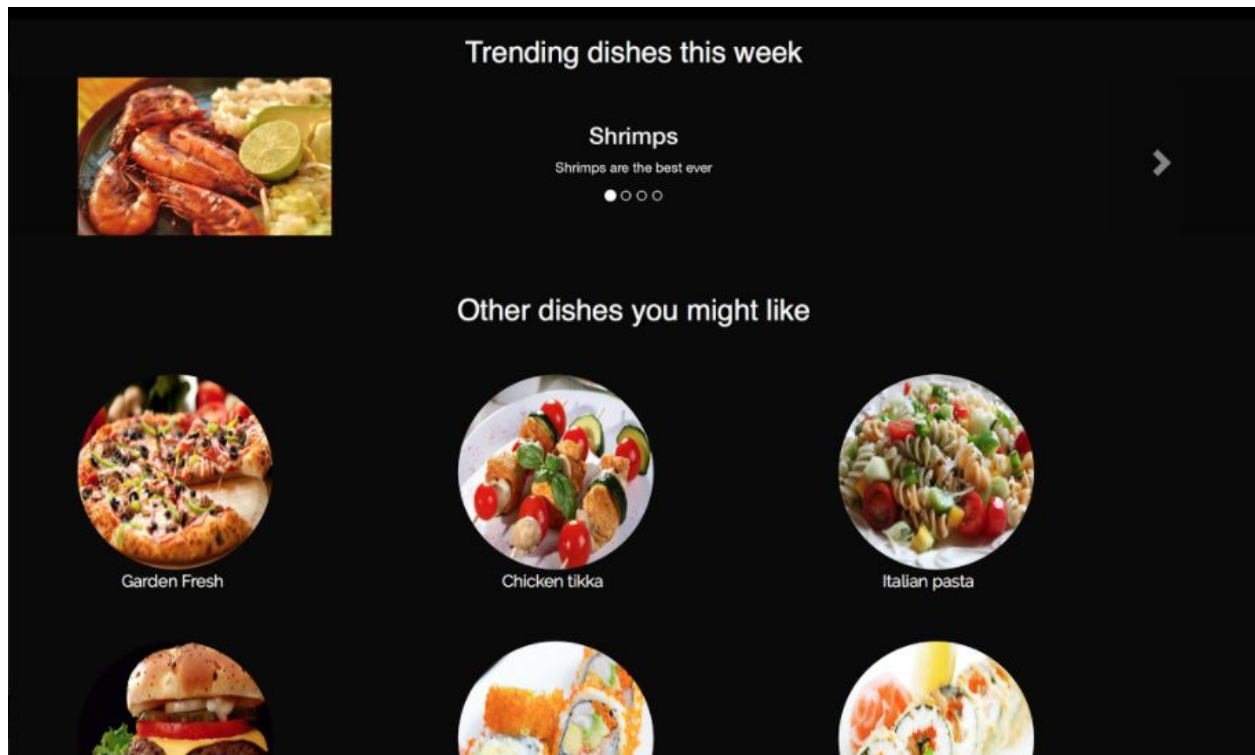 Trending dishes this week
Shrimps
Shrimps are the best ever
Other dishes you might like
Garden Fresh
Chicken tikka
Italian pasta